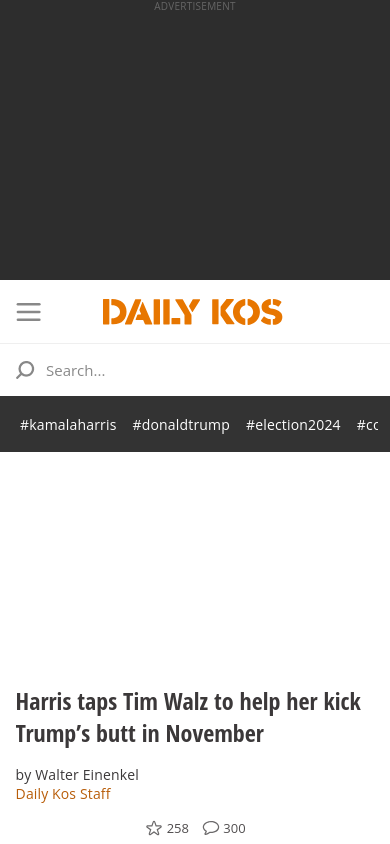 ADVERTISEMENT
DAILY KOS
Search...
#kamalaharris #donaldtrump #election2024
Harris taps Tim Walz to help her kick
Trump’s butt in November
by Walter Einenkel
Daily Kos Staff
258 300